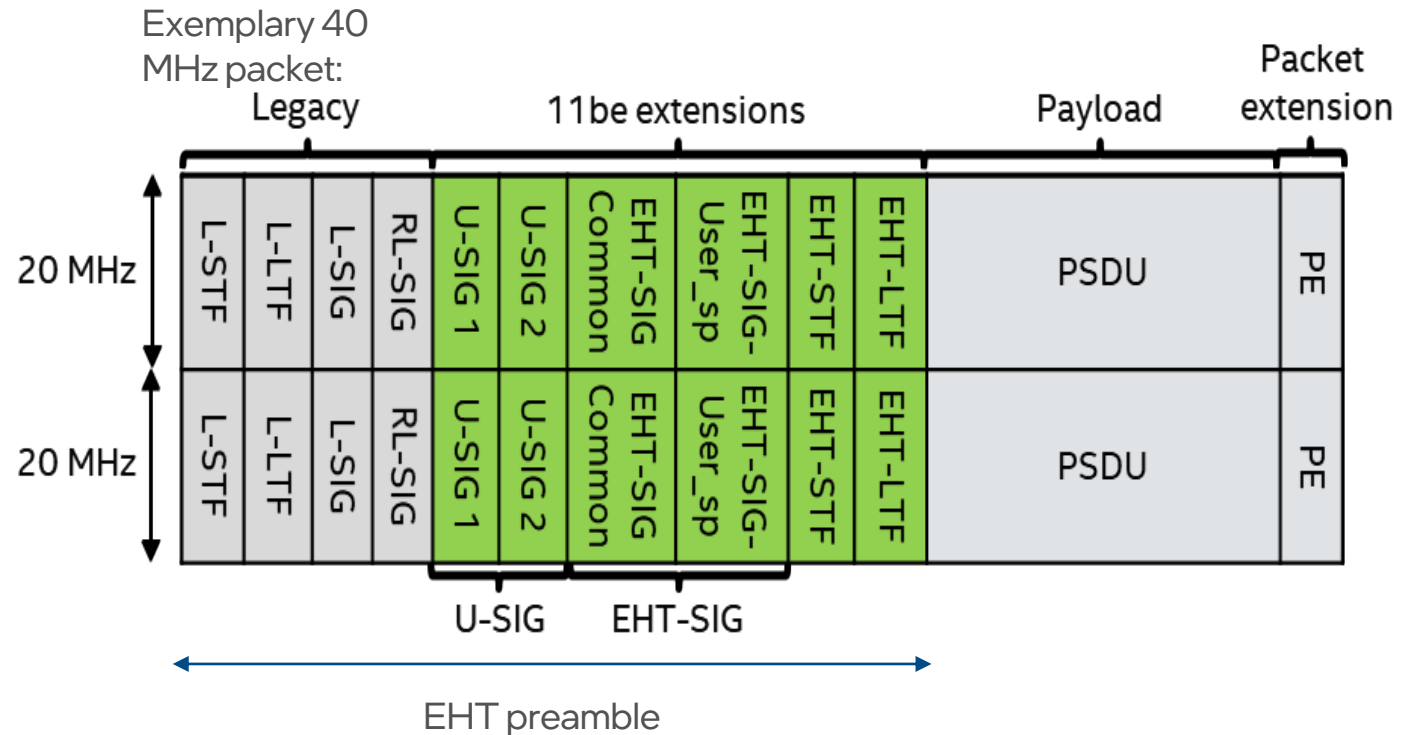 Exemplary 40
MHz packet:
Legacy
11be extensions
Payload
Packet
extension
20 MHz
L-STF
L-LTF
L-SIG
RL-SIG
U-SIG 1
U-SIG 2
EHT-SIG
Common
EHT-SIG-
User_sp
EHT-STF
EHT-LTF
PSDU
PE
20 MHz
L-STF
L-LTF
L-SIG
RL-SIG
U-SIG 1
U-SIG 2
EHT-SIG
Common
EHT-SIG-
User_sp
EHT-STF
EHT-LTF
PSDU
PE
U-SIG
EHT-SIG
EHT preamble